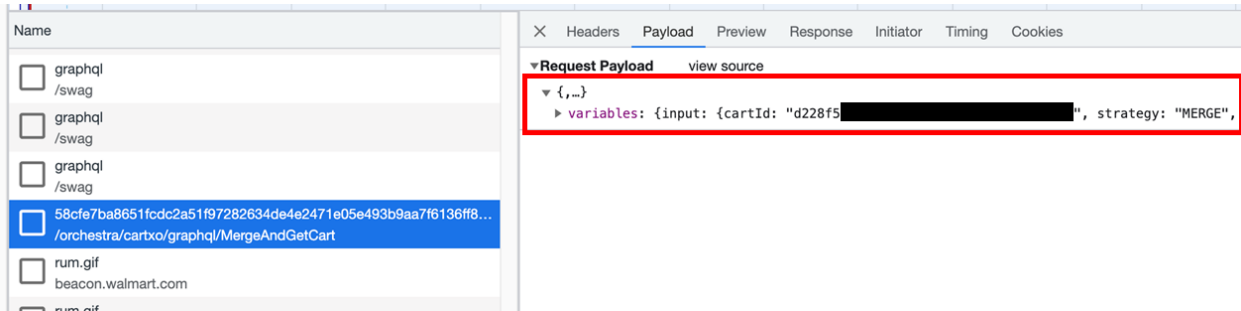 Name
Headers Payload Preview Response Initiator Timing Cookies
▼Request Payload view source
▼ {,…}
▶ variables: {input: {cartId: "d228f5 ", strategy: "MERGE",
graphql
/swag
graphql
/swag
graphql
/swag
58cfe7ba8651fcdc2a51f97282634de4e2471e05e493b9aa7f6136ff8...
/orchestra/cartxo/graphql/MergeAndGetCart
rum.gif
beacon.walmart.com
rum.gif